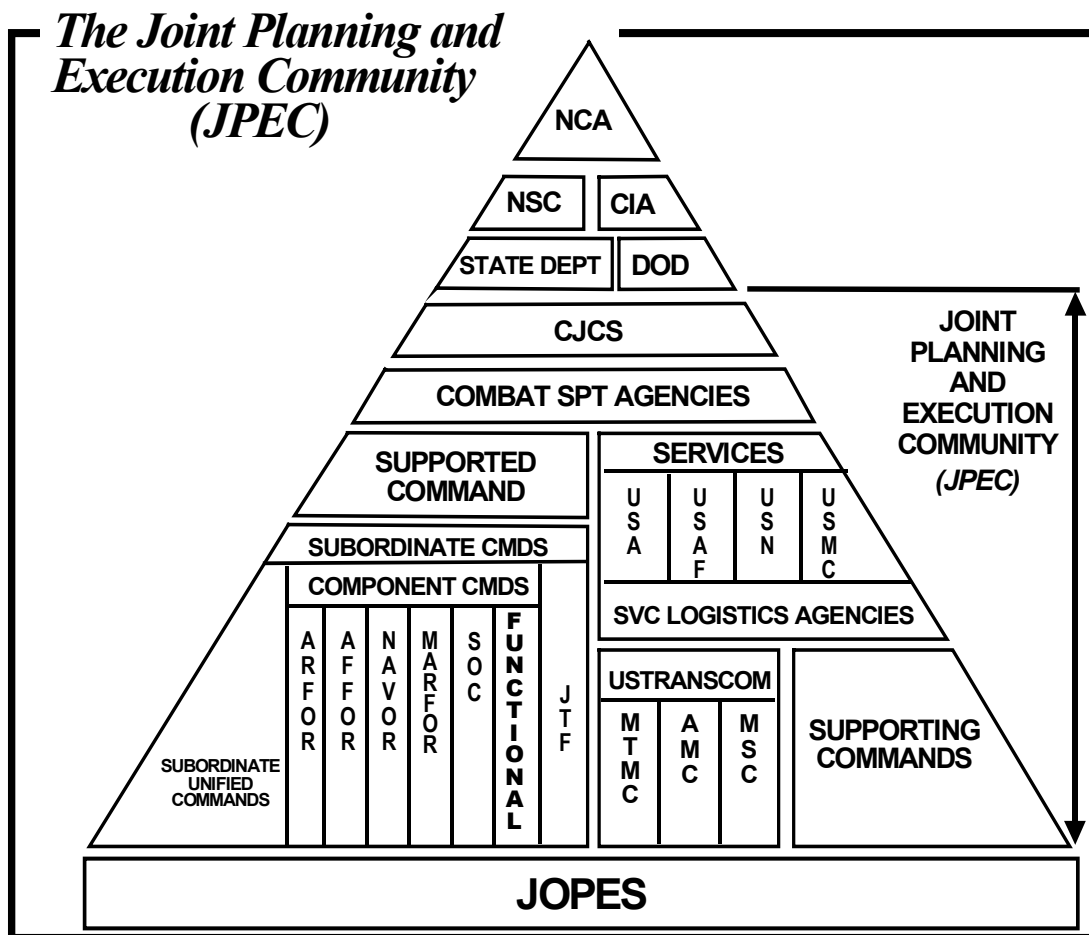 The Joint Planning and
Execution Community
(JPEC)
NCA
NSC
CIA
STATE DEPT
DOD
CJCS
COMBAT SPT AGENCIES
JOINT
PLANNING
AND
EXECUTION
COMMUNITY
(JPEC)
SUPPORTED
COMMAND
SERVICES
USA
USAF
USN
USMC
SVC LOGISTICS AGENCIES
SUBORDINATE CMDS
COMPONENT CMDS
ARFOR
AFFOR
NAVOR
MARFOR
SOC
FUNCTIONAL
JTF
SUBORDINATE
UNIFIED
COMMANDS
USTRANSCOM
MTMC
AMC
MSC
SUPPORTING
COMMANDS
JOPES